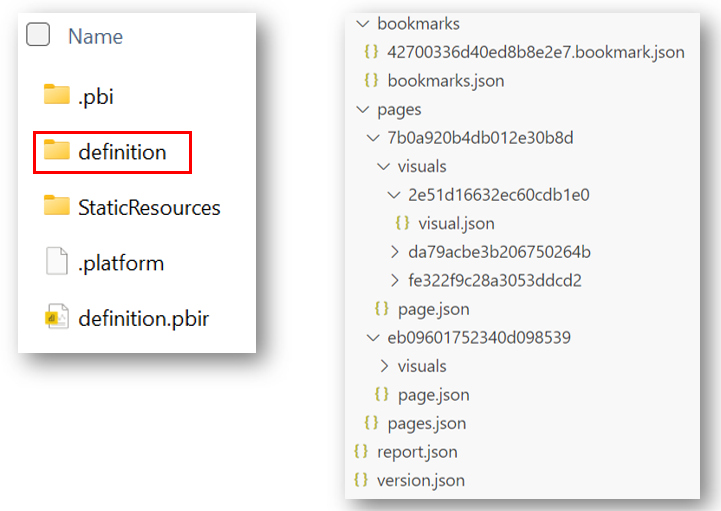 Name
.pbi
definition
StaticResources
.platform
definition.pbir
bookmarks
{} 42700336d40ed8b8e2e7.bookmark.json
{} bookmarks.json
pages
7b0a920b4db012e30b8d
visuals
2e51d16632ec60cdb1e0
{} visual.json
da79acbe3b206750264b
fe322f9c28a3053ddcd2
{} page.json
eb09601752340d098539
visuals
{} page.json
{} pages.json
{} report.json
{} version.json